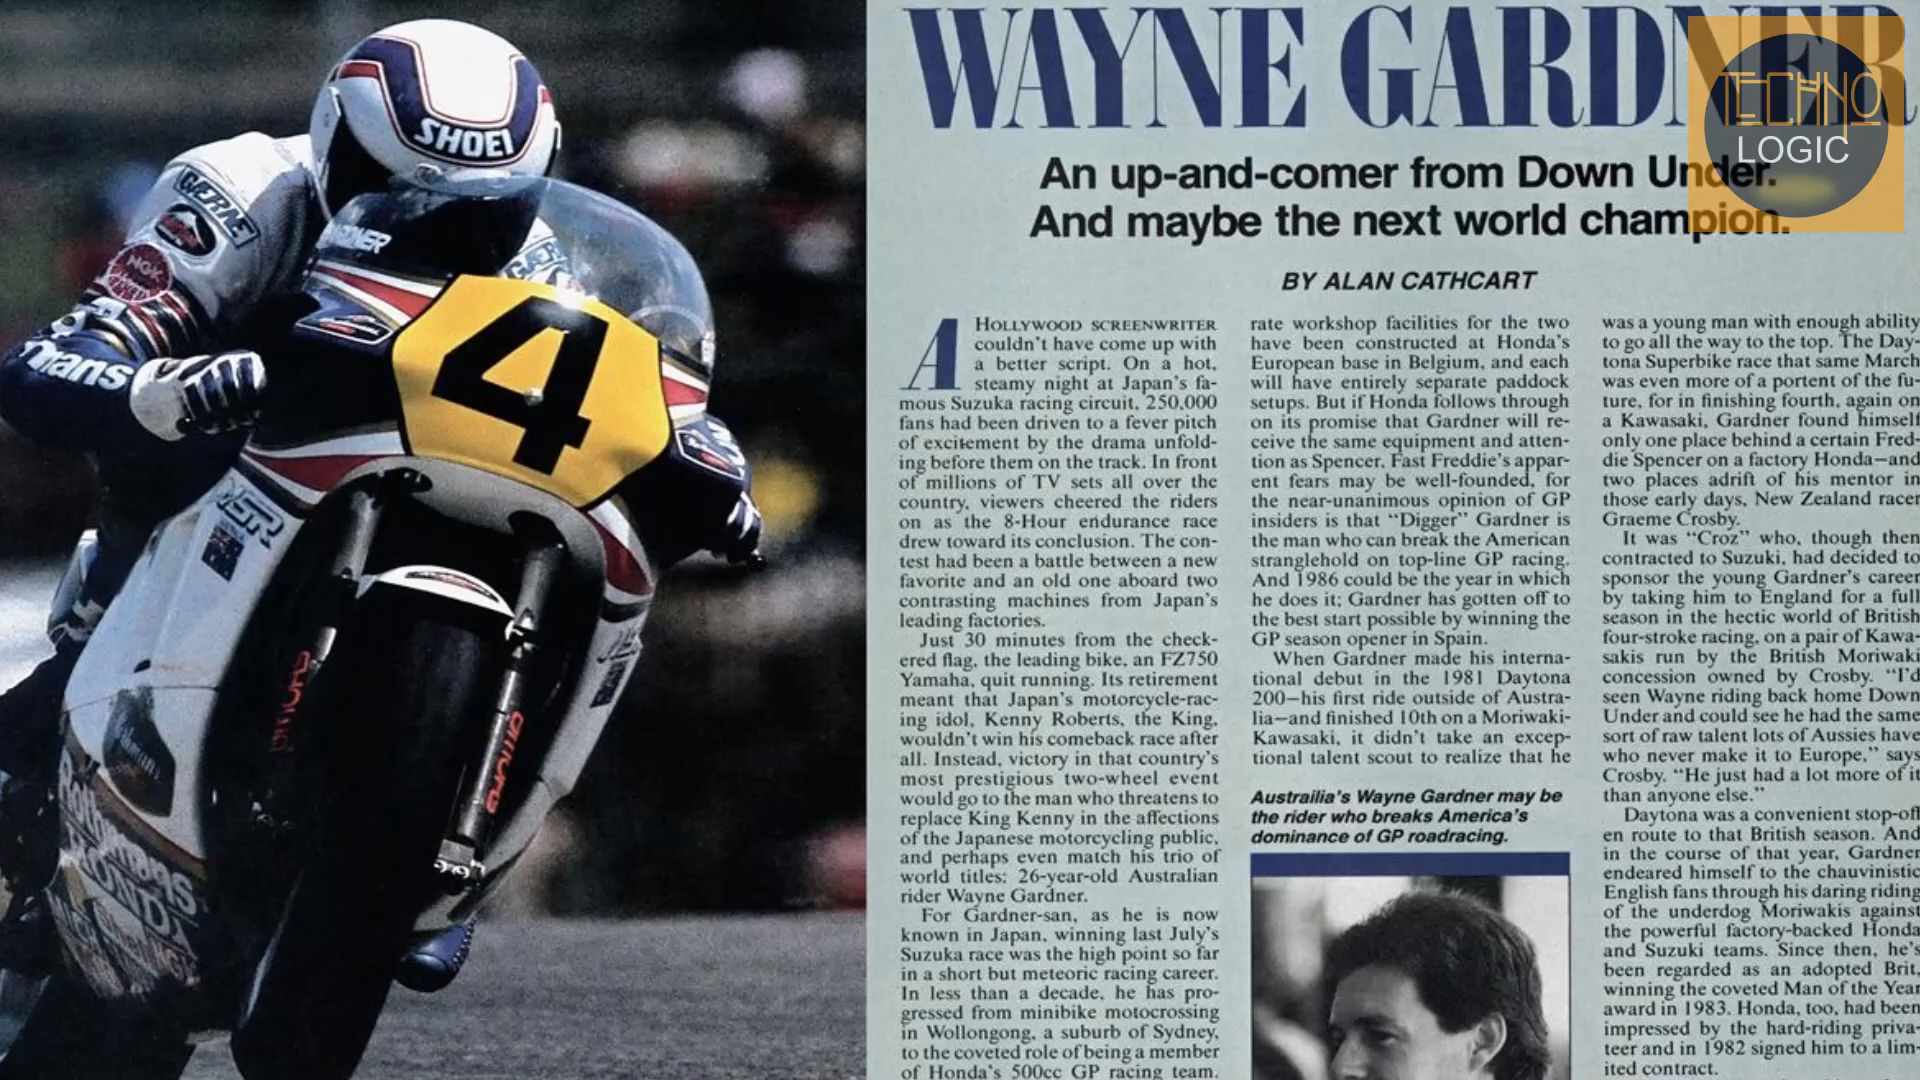 SHOEI
GAERNE
NGK
GARDNER
4
NSR
Rothmans
HONDA
WAYNE GARDNER
TECHNO
LOGIC
An up-and-comer from Down Under.
And maybe the next world champion.
BY ALAN CATHCART
A HOLLYWOOD SCREENWRITER
couldn't have come up with
a better script. On a hot,
steamy night at Japan's fa-
mous Suzuka racing circuit, 250,000
fans had been driven to a fever pitch
of excitement by the drama unfold-
ing before them on the track. In front
of millions of TV sets all over the
country, viewers cheered the riders
on as the 8-Hour endurance race
drew toward its conclusion. The con-
test had been a battle between a new
favorite and an old one aboard two
contrasting machines from Japan's
leading factories.
Just 30 minutes from the check-
ered flag, the leading bike, an FZ750
Yamaha, quit running. Its retirement
meant that Japan's motorcycle-rac-
ing idol, Kenny Roberts, the King,
wouldn't win his comeback race after
all. Instead, victory in that country's
most prestigious two-wheel event
would go to the man who threatens to
replace King Kenny in the affections
of the Japanese motorcycling public,
and perhaps even match his trio of
world titles: 26-year-old Australian
rider Wayne Gardner.
For Gardner-san, as he is now
known in Japan, winning last July's
Suzuka race was the high point so far
in a short but meteoric racing career.
In less than a decade, he has pro-
gressed from minibike motocrossing
in Wollongong, a suburb of Sydney,
to the coveted role of being a member
of Honda's 500cc GP racing team.
rate workshop facilities for the two
have been constructed at Honda's
European base in Belgium, and each
will have entirely separate paddock
setups. But if Honda follows through
on its promise that Gardner will re-
ceive the same equipment and atten-
tion as Spencer, Fast Freddie's appar-
ent fears may be well-founded, for
the near-unanimous opinion of GP
insiders is that "Digger" Gardner is
the man who can break the American
stranglehold on top-line GP racing.
And 1986 could be the year in which
he does it; Gardner has gotten off to
the best start possible by winning the
GP season opener in Spain.
When Gardner made his interna-
tional debut in the 1981 Daytona
200—his first ride outside of Austra-
lia—and finished 10th on a Moriwaki-
Kawasaki, it didn't take an excep-
tional talent scout to realize that he
Austrailia's Wayne Gardner may be
the rider who breaks America's
dominance of GP roadracing.
was a young man with enough ability
to go all the way to the top. The Day-
tona Superbike race that same March
was even more of a portent of the fu-
ture, for in finishing fourth, again on
a Kawasaki, Gardner found himself
only one place behind a certain Fred-
die Spencer on a factory Honda—and
two places adrift of his mentor in
those early days, New Zealand racer
Graeme Crosby.
It was "Croz" who, though then
contracted to Suzuki, had decided to
sponsor the young Gardner's career
by taking him to England for a full
season in the hectic world of British
four-stroke racing, on a pair of Kawa-
sakis run by the British Moriwaki
concession owned by Crosby. "I'd
seen Wayne riding back home Down
Under and could see he had the same
sort of raw talent lots of Aussies have
who never make it to Europe," says
Crosby. "He just had a lot more of it
than anyone else."
Daytona was a convenient stop-off
en route to that British season. And
in the course of that year, Gardner
endeared himself to the chauvinistic
English fans through his daring riding
of the underdog Moriwakis against
the powerful factory-backed Honda
and Suzuki teams. Since then, he's
been regarded as an adopted Brit,
winning the coveted Man of the Year
award in 1983. Honda, too, had been
impressed by the hard-riding priva-
teer and in 1982 signed him to a lim-
ited contract.